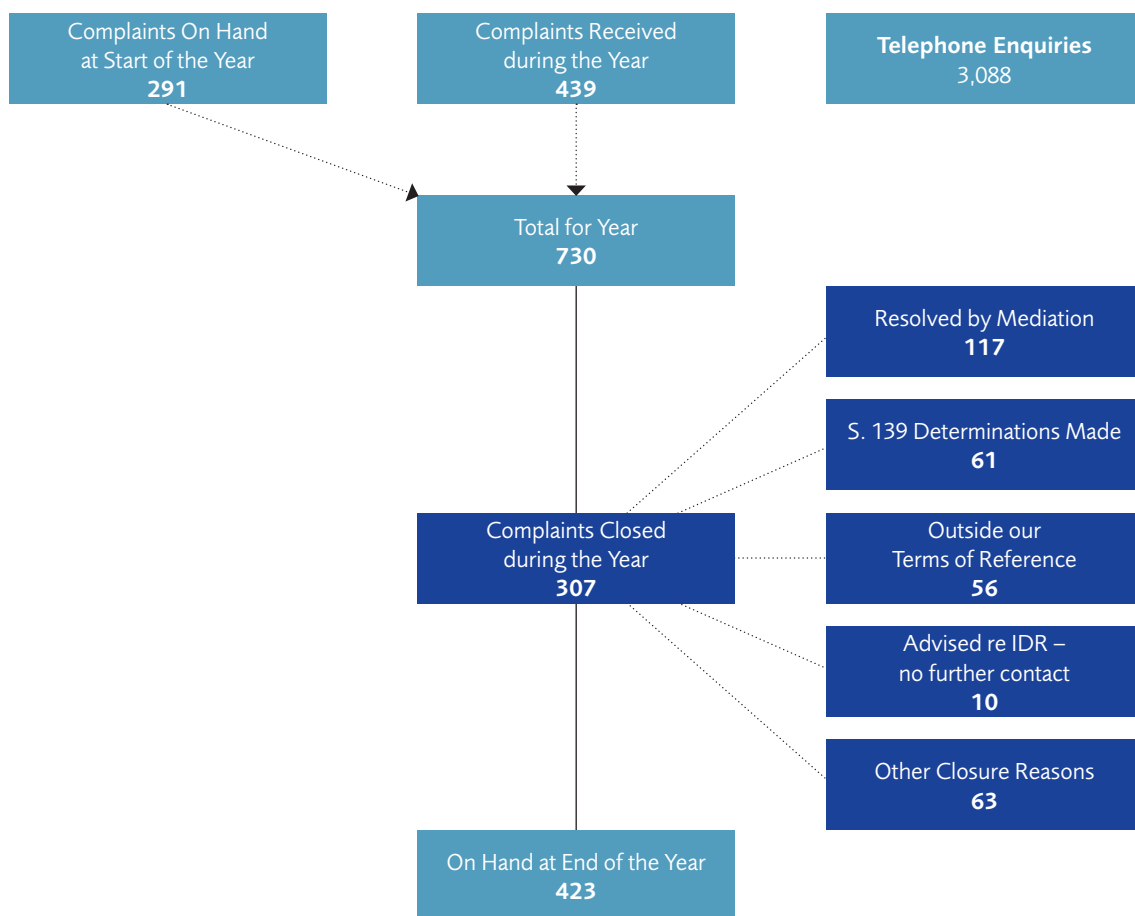 Complaints On Hand
at Start of the Year
291
Complaints Received
during the Year
439
Telephone Enquiries
3,088
Total for Year
730
Resolved by Mediation
117
S. 139 Determinations Made
61
Complaints Closed
during the Year
307
Outside our
Terms of Reference
56
Advised re IDR –
no further contact
10
Other Closure Reasons
63
On Hand at End of the Year
423